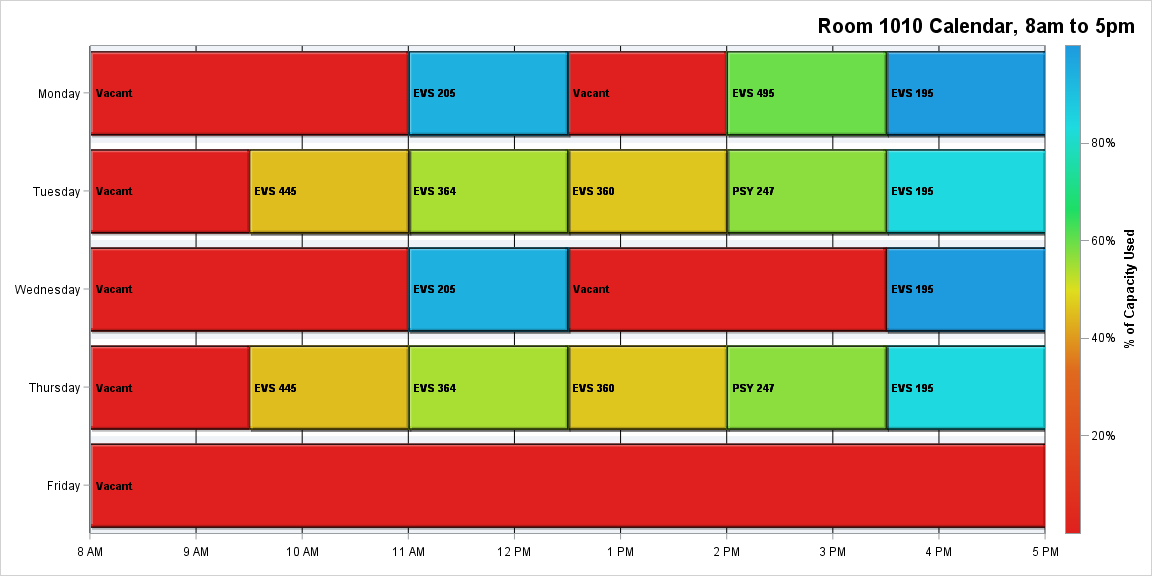 Room 1010 Calendar, 8am to 5pm
Monday Vacant EVS 205 Vacant EVS 495 EVS 195
80%
Tuesday Vacant EVS 445 EVS 364 EVS 360 PSY 247 EVS 195
60%
% of Capacity Used
Wednesday Vacant EVS 205 Vacant EVS 195
40%
Thursday Vacant EVS 445 EVS 364 EVS 360 PSY 247 EVS 195
20%
Friday Vacant
8 AM 9 AM 10 AM 11 AM 12 PM 1 PM 2 PM 3 PM 4 PM 5 PM